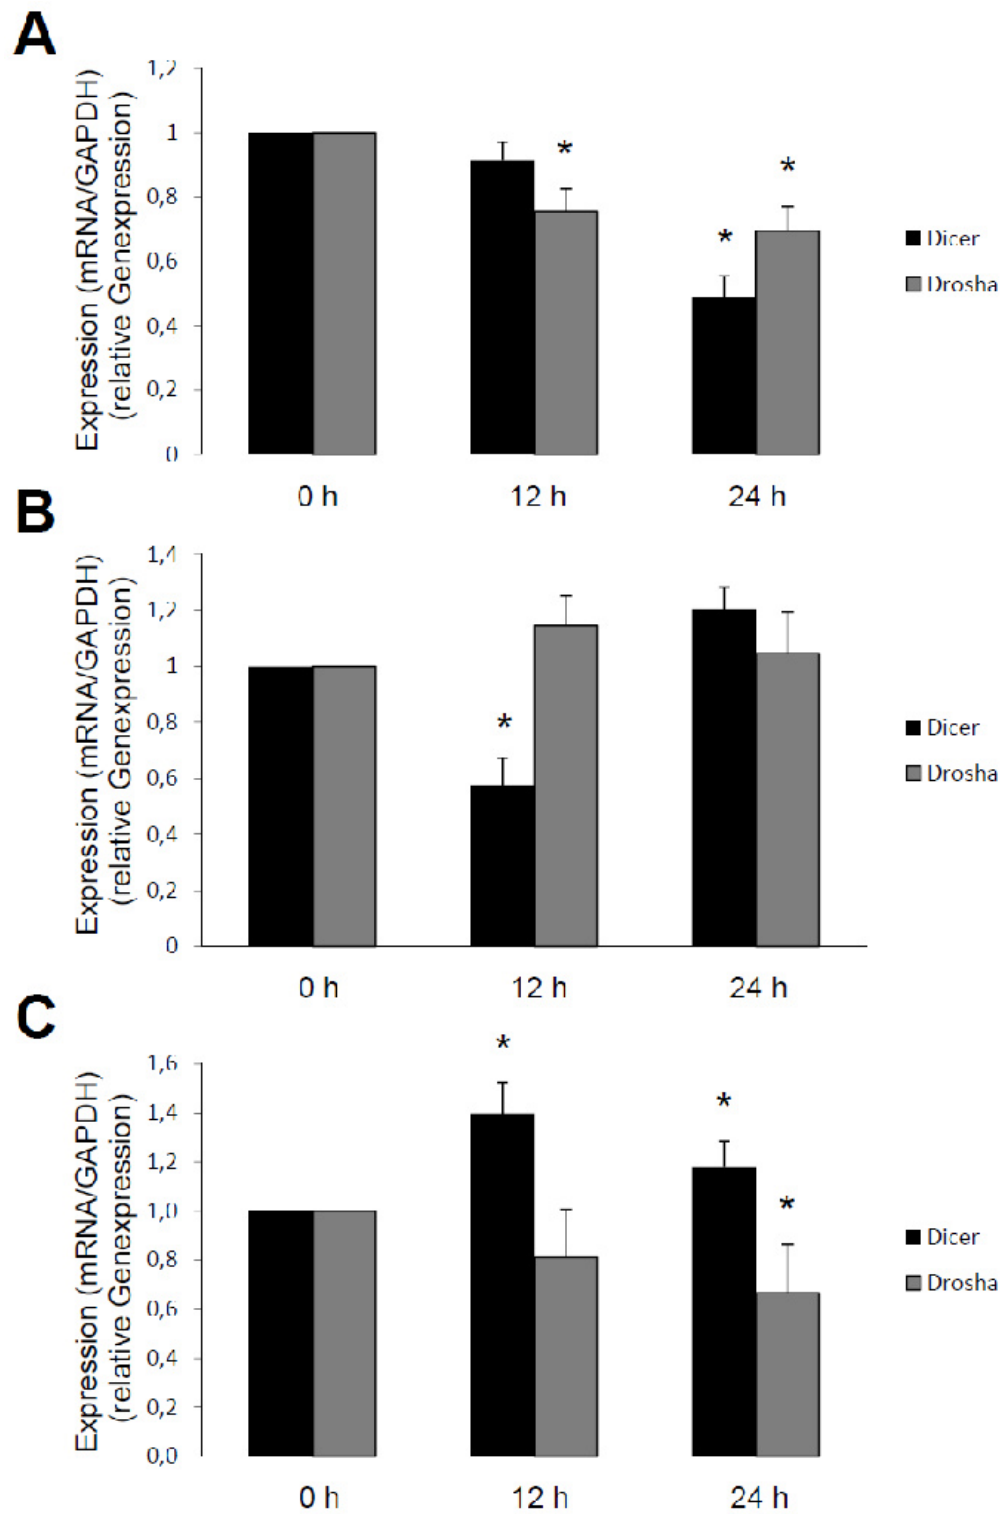 A
Expression (mRNA/GAPDH)
(relative Genexpression)
1,2
1
0,8
0,6
0,4
0,2
0
*
*
*
0 h
12 h
24 h
Dicer
Drosha
B
Expression (mRNA/GAPDH)
(relative Genexpression)
1,4
1,2
1
0,8
0,6
0,4
0,2
0
*
0 h
12 h
24 h
Dicer
Drosha
C
Expression (mRNA/GAPDH)
(relative Genexpression)
1,6
1,4
1,2
1,0
0,8
0,6
0,4
0,2
0,0
*
*
*
0 h
12 h
24 h
Dicer
Drosha